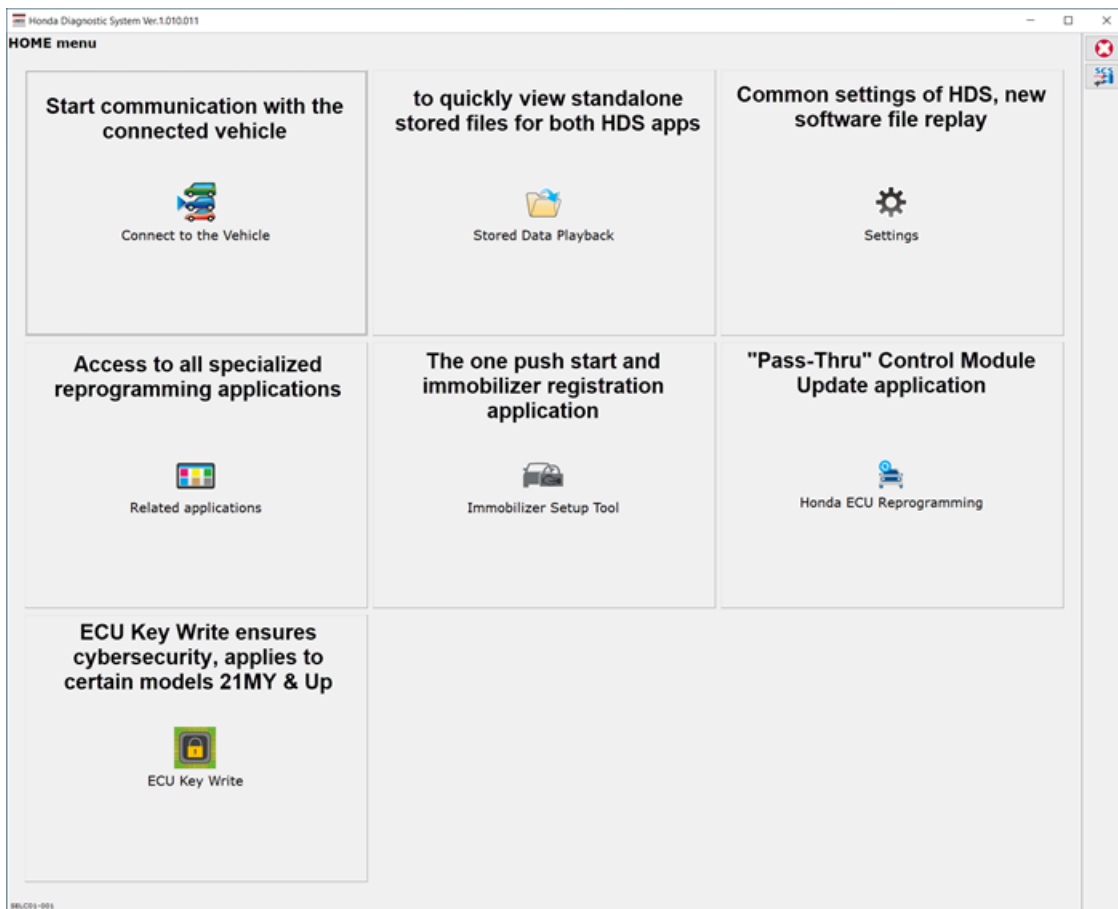 Honda Diagnostic System Ver.1.010.011
HOME menu
SCS
Start communication with the
connected vehicle
Connect to the Vehicle
to quickly view standalone
stored files for both HDS apps
Stored Data Playback
Common settings of HDS, new
software file replay
Settings
Access to all specialized
reprogramming applications
Related applications
The one push start and
immobilizer registration
application
Immobilizer Setup Tool
"Pass-Thru" Control Module
Update application
Honda ECU Reprogramming
ECU Key Write ensures
cybersecurity, applies to
certain models 21MY & Up
ECU Key Write
SELC01-001